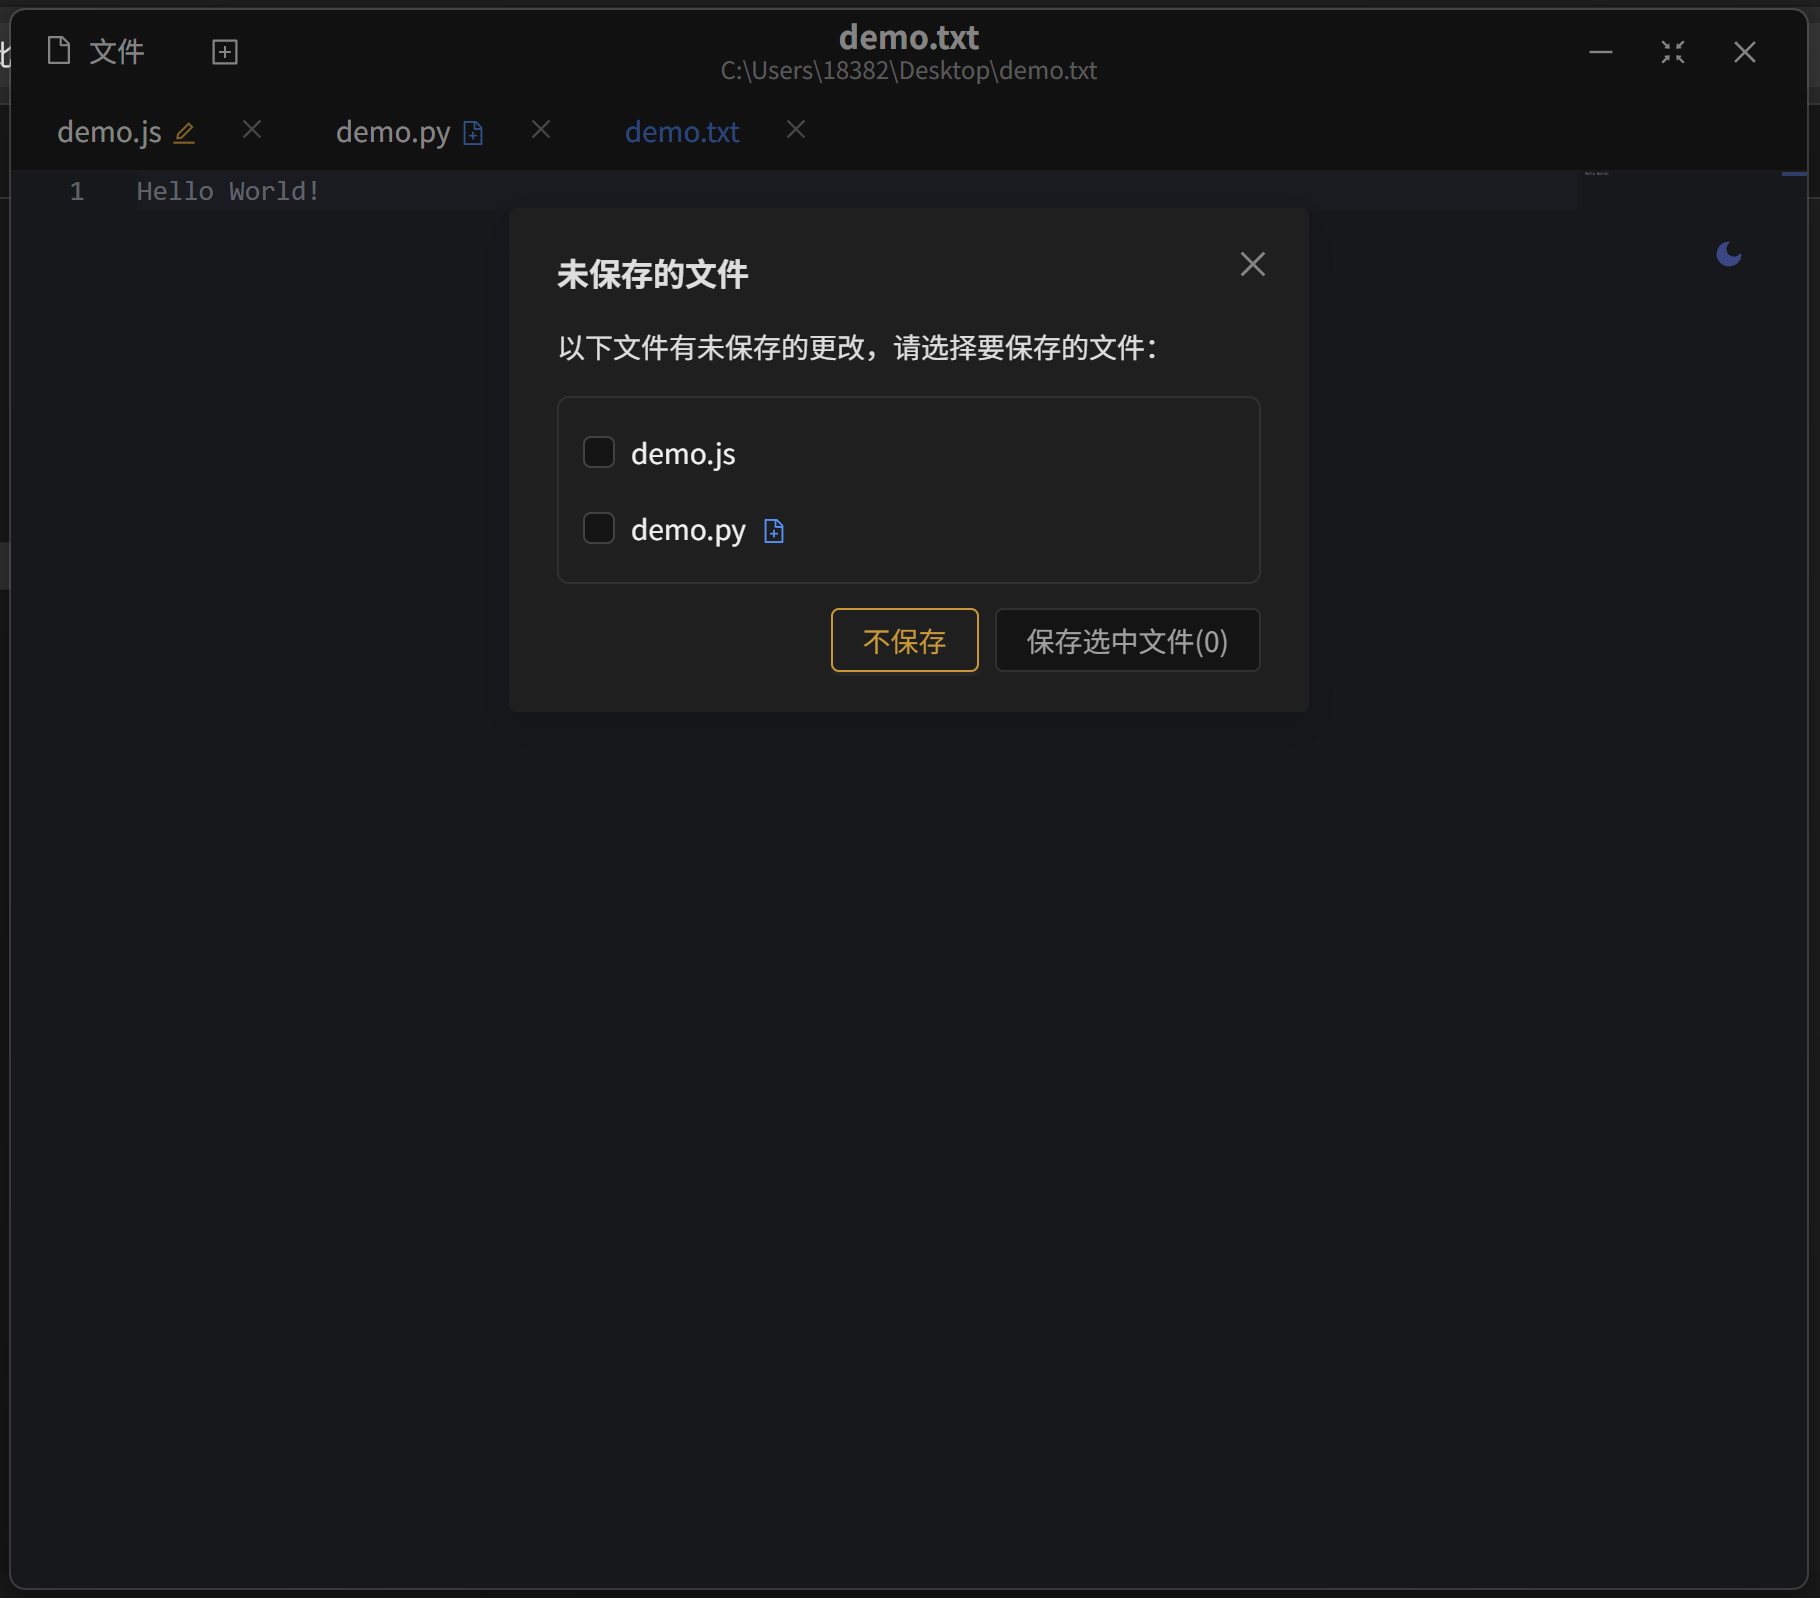 文件
demo.txt
C:\Users\18382\Desktop\demo.txt
demo.js
demo.py
demo.txt
1 Hello World!
未保存的文件
以下文件有未保存的更改，请选择要保存的文件：
demo.js
demo.py
不保存
保存选中文件(0)